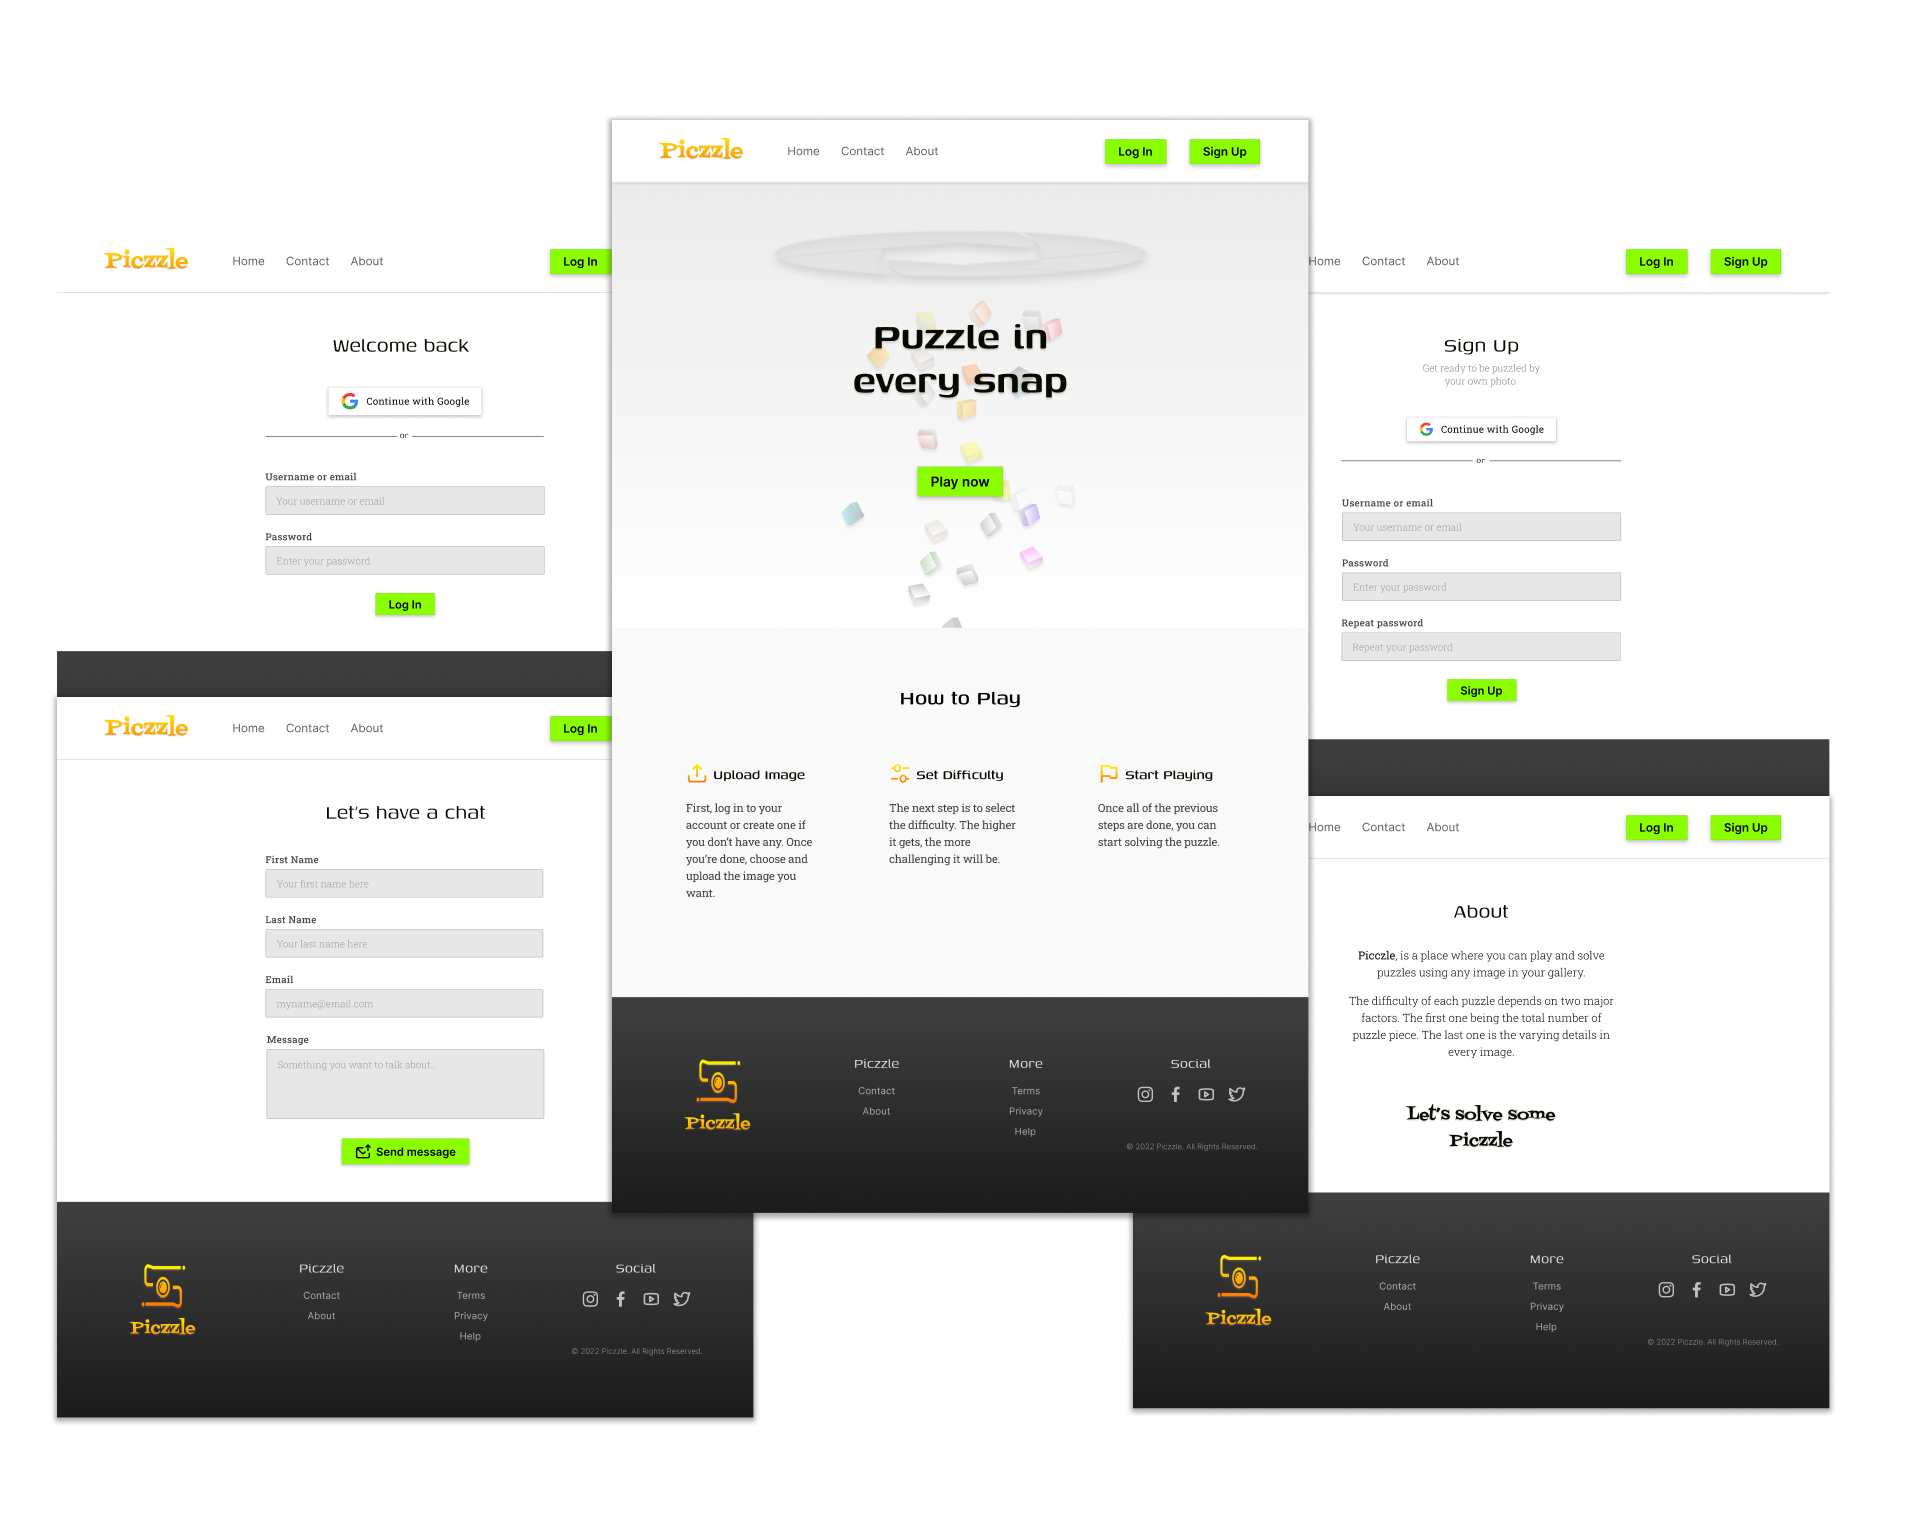 Piczzle
Home Contact About
Log In
Sign Up
Puzzle in
every snap
Play now
How to Play
Upload Image
First, log in to your
account or create one if
you don't have any. Once
you're done, choose and
upload the image you
want.
Set Difficulty
The next step is to select
the difficulty. The higher
it gets, the more
challenging it will be.
Start Playing
Once all of the previous
steps are done, you can
start solving the puzzle.
Piczzle
Piczzle
Contact
About
More
Terms
Privacy
Help
Social
© 2022 Piczzle. All Rights Reserved.
Piczzle
Home Contact About
Log In
Welcome back
Continue with Google
or
Username or email
Your username or email
Password
Enter your password
Log In
Piczzle
Home Contact About
Log In
Let's have a chat
First Name
Your first name here
Last Name
Your last name here
Email
myname@email.com
Message
Something you want to talk about...
Send message
Piczzle
Piczzle
Contact
About
More
Terms
Privacy
Help
Social
© 2022 Piczzle. All Rights Reserved.
Home Contact About
Log In
Sign Up
Sign Up
Get ready to be puzzled by
your own photo.
Continue with Google
or
Username or email
Your username or email
Password
Enter your password
Repeat password
Repeat your password
Sign Up
Home Contact About
Log In
Sign Up
About
Picczle, is a place where you can play and solve
puzzles using any image in your gallery.
The difficulty of each puzzle depends on two major
factors. The first one being the total number of
puzzle piece. The last one is the varying details in
every image.
Let's solve some
Piczzle
Piczzle
Piczzle
Contact
About
More
Terms
Privacy
Help
Social
© 2022 Piczzle. All Rights Reserved.